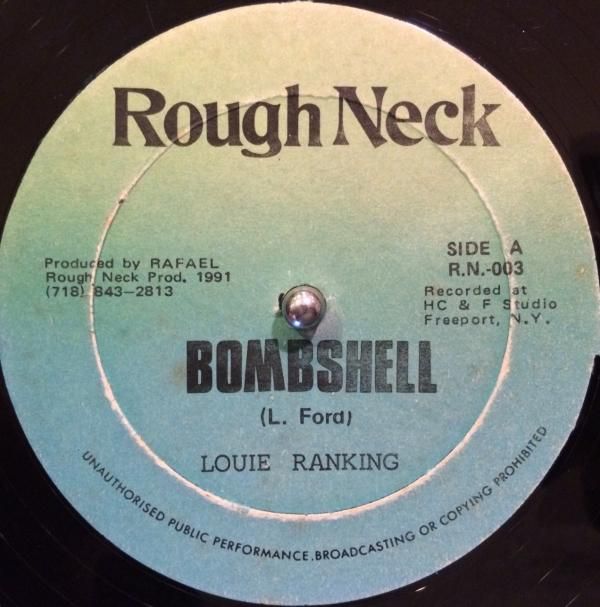 Rough Neck
Produced by RAFAEL
Rough Neck Prod. 1991
(718) 843-2813
SIDE A
R.N.-003
Recorded at
HC & F Studio
Freeport, N.Y.
BOMBSHELL
(L. Ford)
LOUIE RANKING
UNAUTHORISED PUBLIC PERFORMANCE.BROADCASTING OR COPYING PROHIBITED